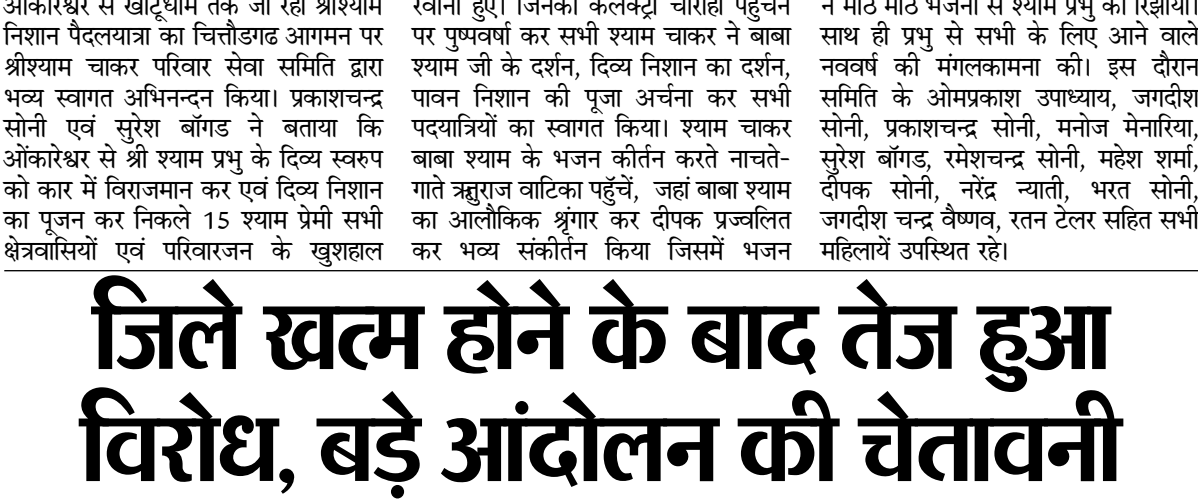 ओंकारेश्वर से खाटूधाम तक जा रही श्रीश्याम
निशान पैदलयात्रा का चित्तौडगढ आगमन पर
श्रीश्याम चाकर परिवार सेवा समिति द्वारा
भव्य स्वागत अभिनन्दन किया। प्रकाशचन्द्र
सोनी एवं सुरेश बॉगड ने बताया कि
ओंकारेश्वर से श्री श्याम प्रभु के दिव्य स्वरुप
को कार में विराजमान कर एवं दिव्य निशान
का पूजन कर निकले 15 श्याम प्रेमी सभी
क्षेत्रवासियों एवं परिवारजन के खुशहाल
रवाना हुए। जिनका कलेक्ट्री चौराहा पहुंचने
पर पुष्पवर्षा कर सभी श्याम चाकर ने बाबा
श्याम जी के दर्शन, दिव्य निशान का दर्शन,
पावन निशान की पूजा अर्चना कर सभी
पदयात्रियों का स्वागत किया। श्याम चाकर
बाबा श्याम के भजन कीर्तन करते नाचते-
गाते ऋतुराज वाटिका पहुॅचें, जहां बाबा श्याम
का आलौकिक श्रृंगार कर दीपक प्रज्वलित
कर भव्य संकीर्तन किया जिसमें भजन
ने मीठे मीठे भजनों से श्याम प्रभु को रिझाया।
साथ ही प्रभु से सभी के लिए आने वाले
नववर्ष की मंगलकामना की। इस दौरान
समिति के ओमप्रकाश उपाध्याय, जगदीश
सोनी, प्रकाशचन्द्र सोनी, मनोज मेनारिया,
सुरेश बॉगड, रमेशचन्द्र सोनी, महेश शर्मा,
दीपक सोनी, नरेंद्र न्याती, भरत सोनी,
जगदीश चन्द्र वैष्णव, रतन टेलर सहित सभी
महिलायें उपस्थित रहे।
जिले खत्म होने के बाद तेज हुआ
विरोध, बड़े आंदोलन की चेतावनी